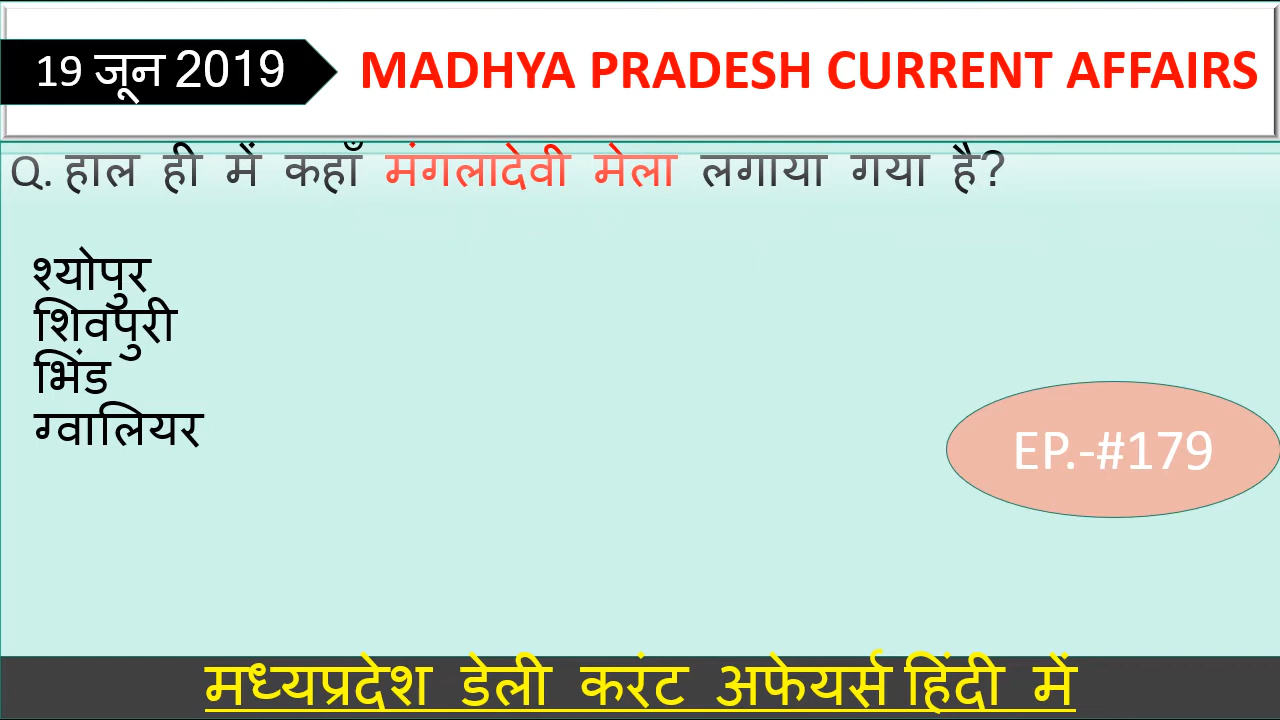 19 जून 2019
MADHYA PRADESH CURRENT AFFAIRS
Q. हाल ही में कहाँ मंगलादेवी मेला लगाया गया है?
श्योपुर
शिवपुरी
भिंड
ग्वालियर
EP.-#179
मध्यप्रदेश डेली करंट अफेयर्स हिंदी में